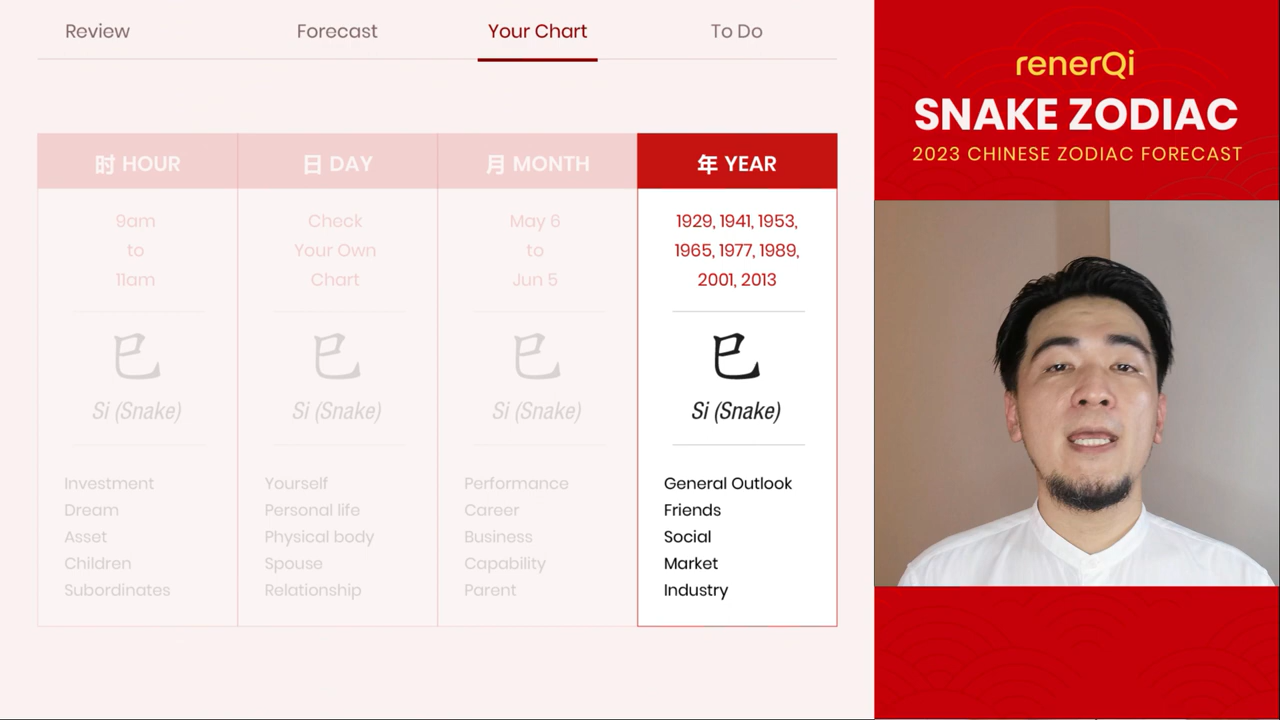 Review
Forecast
Your Chart
To Do
时 HOUR
日 DAY
月 MONTH
年 YEAR
9am
to
11am
Check
Your Own
Chart
May 6
to
Jun 5
1929, 1941, 1953,
1965, 1977, 1989,
2001, 2013
巳
Si (Snake)
巳
Si (Snake)
巳
Si (Snake)
巳
Si (Snake)
Investment
Dream
Asset
Children
Subordinates
Yourself
Personal life
Physical body
Spouse
Relationship
Performance
Career
Business
Capability
Parent
General Outlook
Friends
Social
Market
Industry
renerQi
SNAKE ZODIAC
2023 CHINESE ZODIAC FORECAST